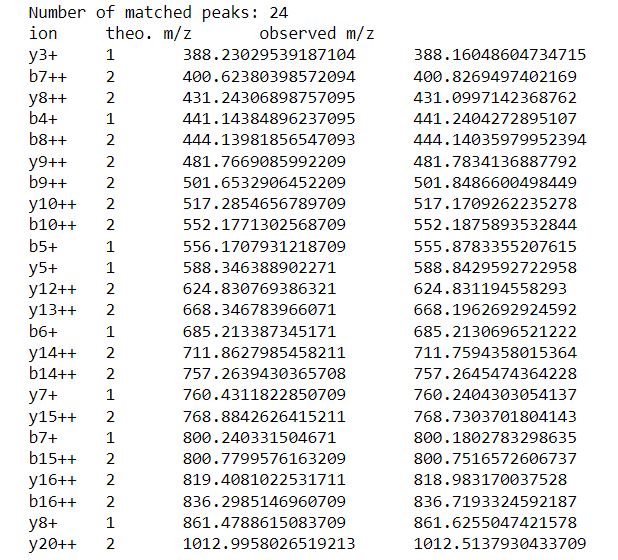 Number of matched peaks: 24
ion theo. m/z observed m/z
y3+ 1 388.23029539187104 388.16048604734715
b7++ 2 400.62380398572094 400.8269497402169
y8++ 2 431.24306898757095 431.0997142368762
b4+ 1 441.14384896237095 441.2404272895107
b8++ 2 444.13981856547093 444.14035979952394
y9++ 2 481.7669085992209 481.7834136887792
b9++ 2 501.6532906452209 501.8486600498449
y10++ 2 517.2854656789709 517.1709262235278
b10++ 2 552.1771302568709 552.1875893532844
b5+ 1 556.1707931218709 555.8783355207615
y5+ 1 588.346388902271 588.8429592722958
y12++ 2 624.830769386321 624.831194558293
y13++ 2 668.346783966071 668.1962692924592
b6+ 1 685.213387345171 685.2130696521222
y14++ 2 711.8627985458211 711.7594358015364
b14++ 2 757.2639430365708 757.2645474364228
y7+ 1 760.4311822850709 760.2404303054137
y15++ 2 768.8842626415211 768.7303701804143
b7+ 1 800.240331504671 800.1802783298635
b15++ 2 800.7799576163209 800.7516572606737
y16++ 2 819.4081022531711 818.983170037528
b16++ 2 836.2985146960709 836.7193324592187
y8+ 1 861.4788615083709 861.6255047421578
y20++ 2 1012.9958026519213 1012.5137930433709